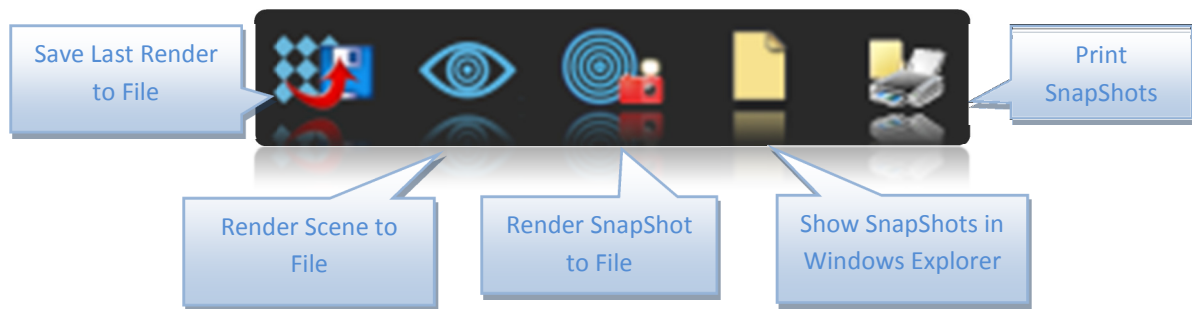 Save Last Render
to File
Print
SnapShots
Render Scene to
File
Render SnapShot
to File
Show SnapShots in
Windows Explorer